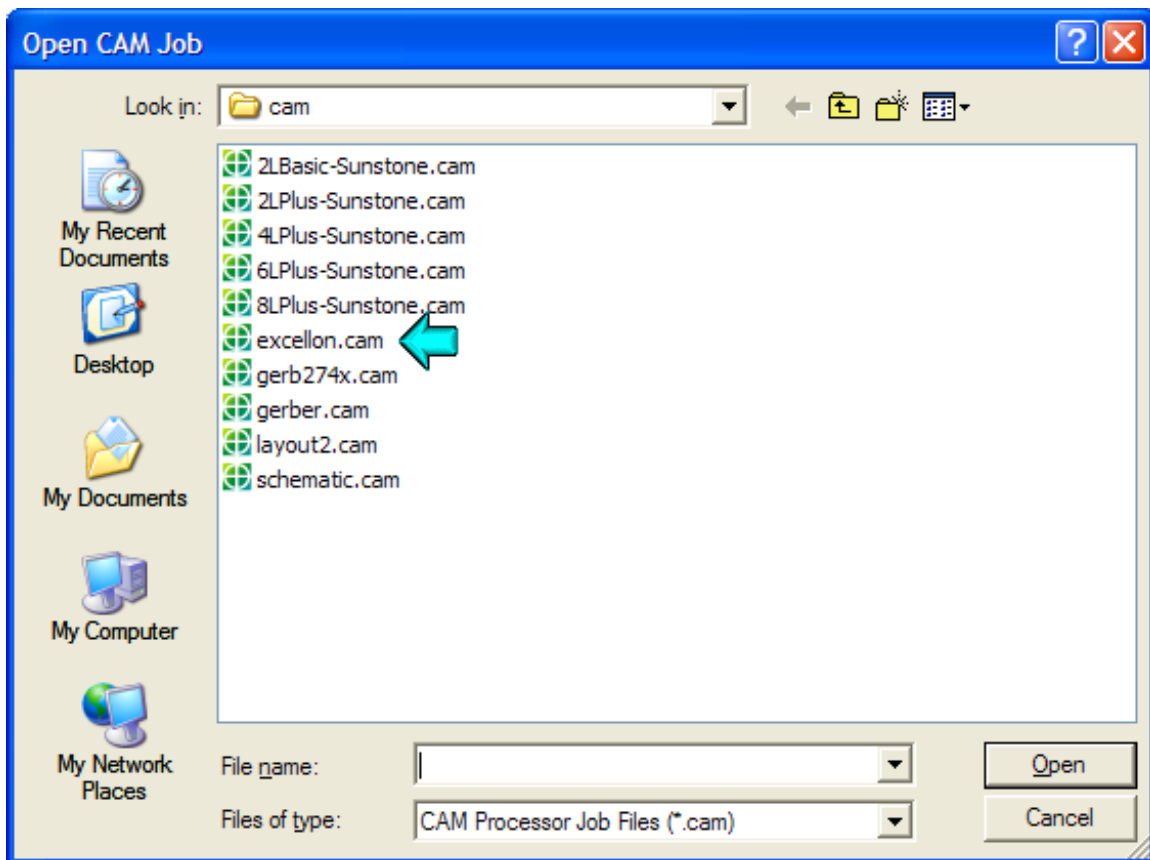 Open CAM Job
Look in: cam
2LBasic-Sunstone.cam
2LPlus-Sunstone.cam
4LPlus-Sunstone.cam
6LPlus-Sunstone.cam
8LPlus-Sunstone.cam
excellon.cam
gerb274x.cam
gerber.cam
layout2.cam
schematic.cam
My Recent
Documents
Desktop
My Documents
My Computer
My Network
Places
File name:
Open
Files of type: CAM Processor Job Files (*.cam)
Cancel